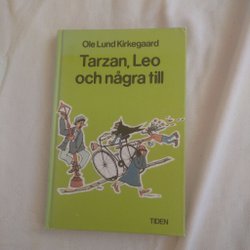 Ole Lund Kirkegaard
Tarzan, Leo
och några till
TIDEN